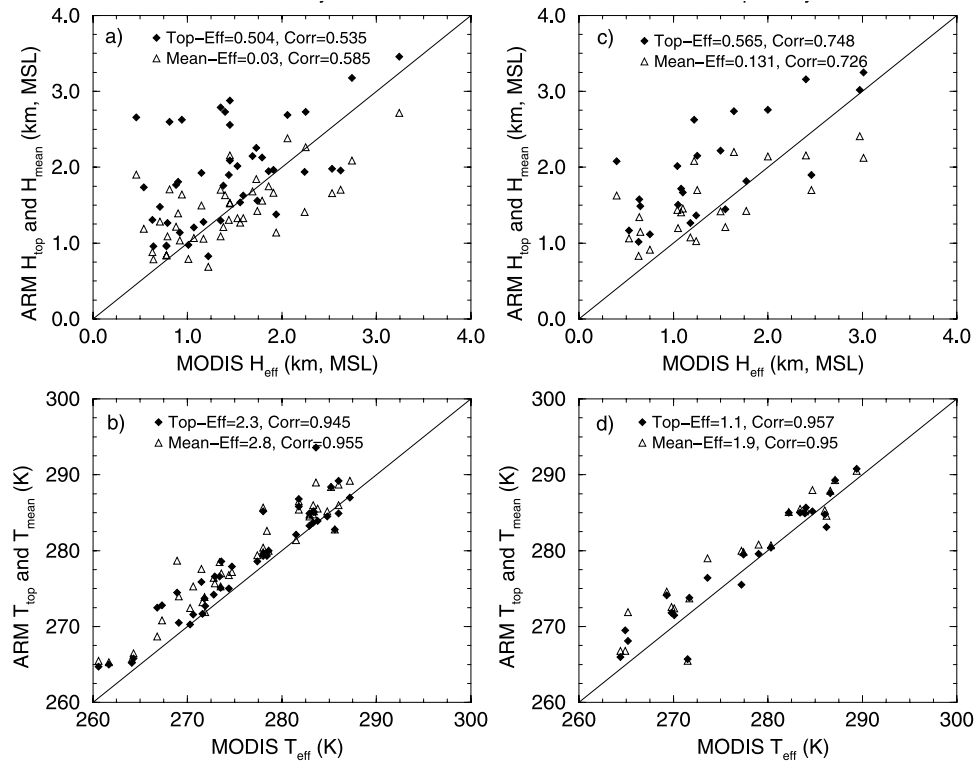 a)
Top−Eff=0.504, Corr=0.535
Mean−Eff=0.03, Corr=0.585
4.0
3.0
2.0
1.0
0.0
0.0 1.0 2.0 3.0 4.0
ARM H_top and H_mean (km, MSL)
MODIS H_eff (km, MSL)
c)
Top−Eff=0.565, Corr=0.748
Mean−Eff=0.131, Corr=0.726
4.0
3.0
2.0
1.0
0.0
0.0 1.0 2.0 3.0 4.0
ARM H_top and H_mean (km, MSL)
MODIS H_eff (km, MSL)
b)
Top−Eff=2.3, Corr=0.945
Mean−Eff=2.8, Corr=0.955
300
290
280
270
260
260 270 280 290 300
ARM T_top and T_mean (K)
MODIS T_eff (K)
d)
Top−Eff=1.1, Corr=0.957
Mean−Eff=1.9, Corr=0.95
300
290
280
270
260
260 270 280 290 300
ARM T_top and T_mean (K)
MODIS T_eff (K)